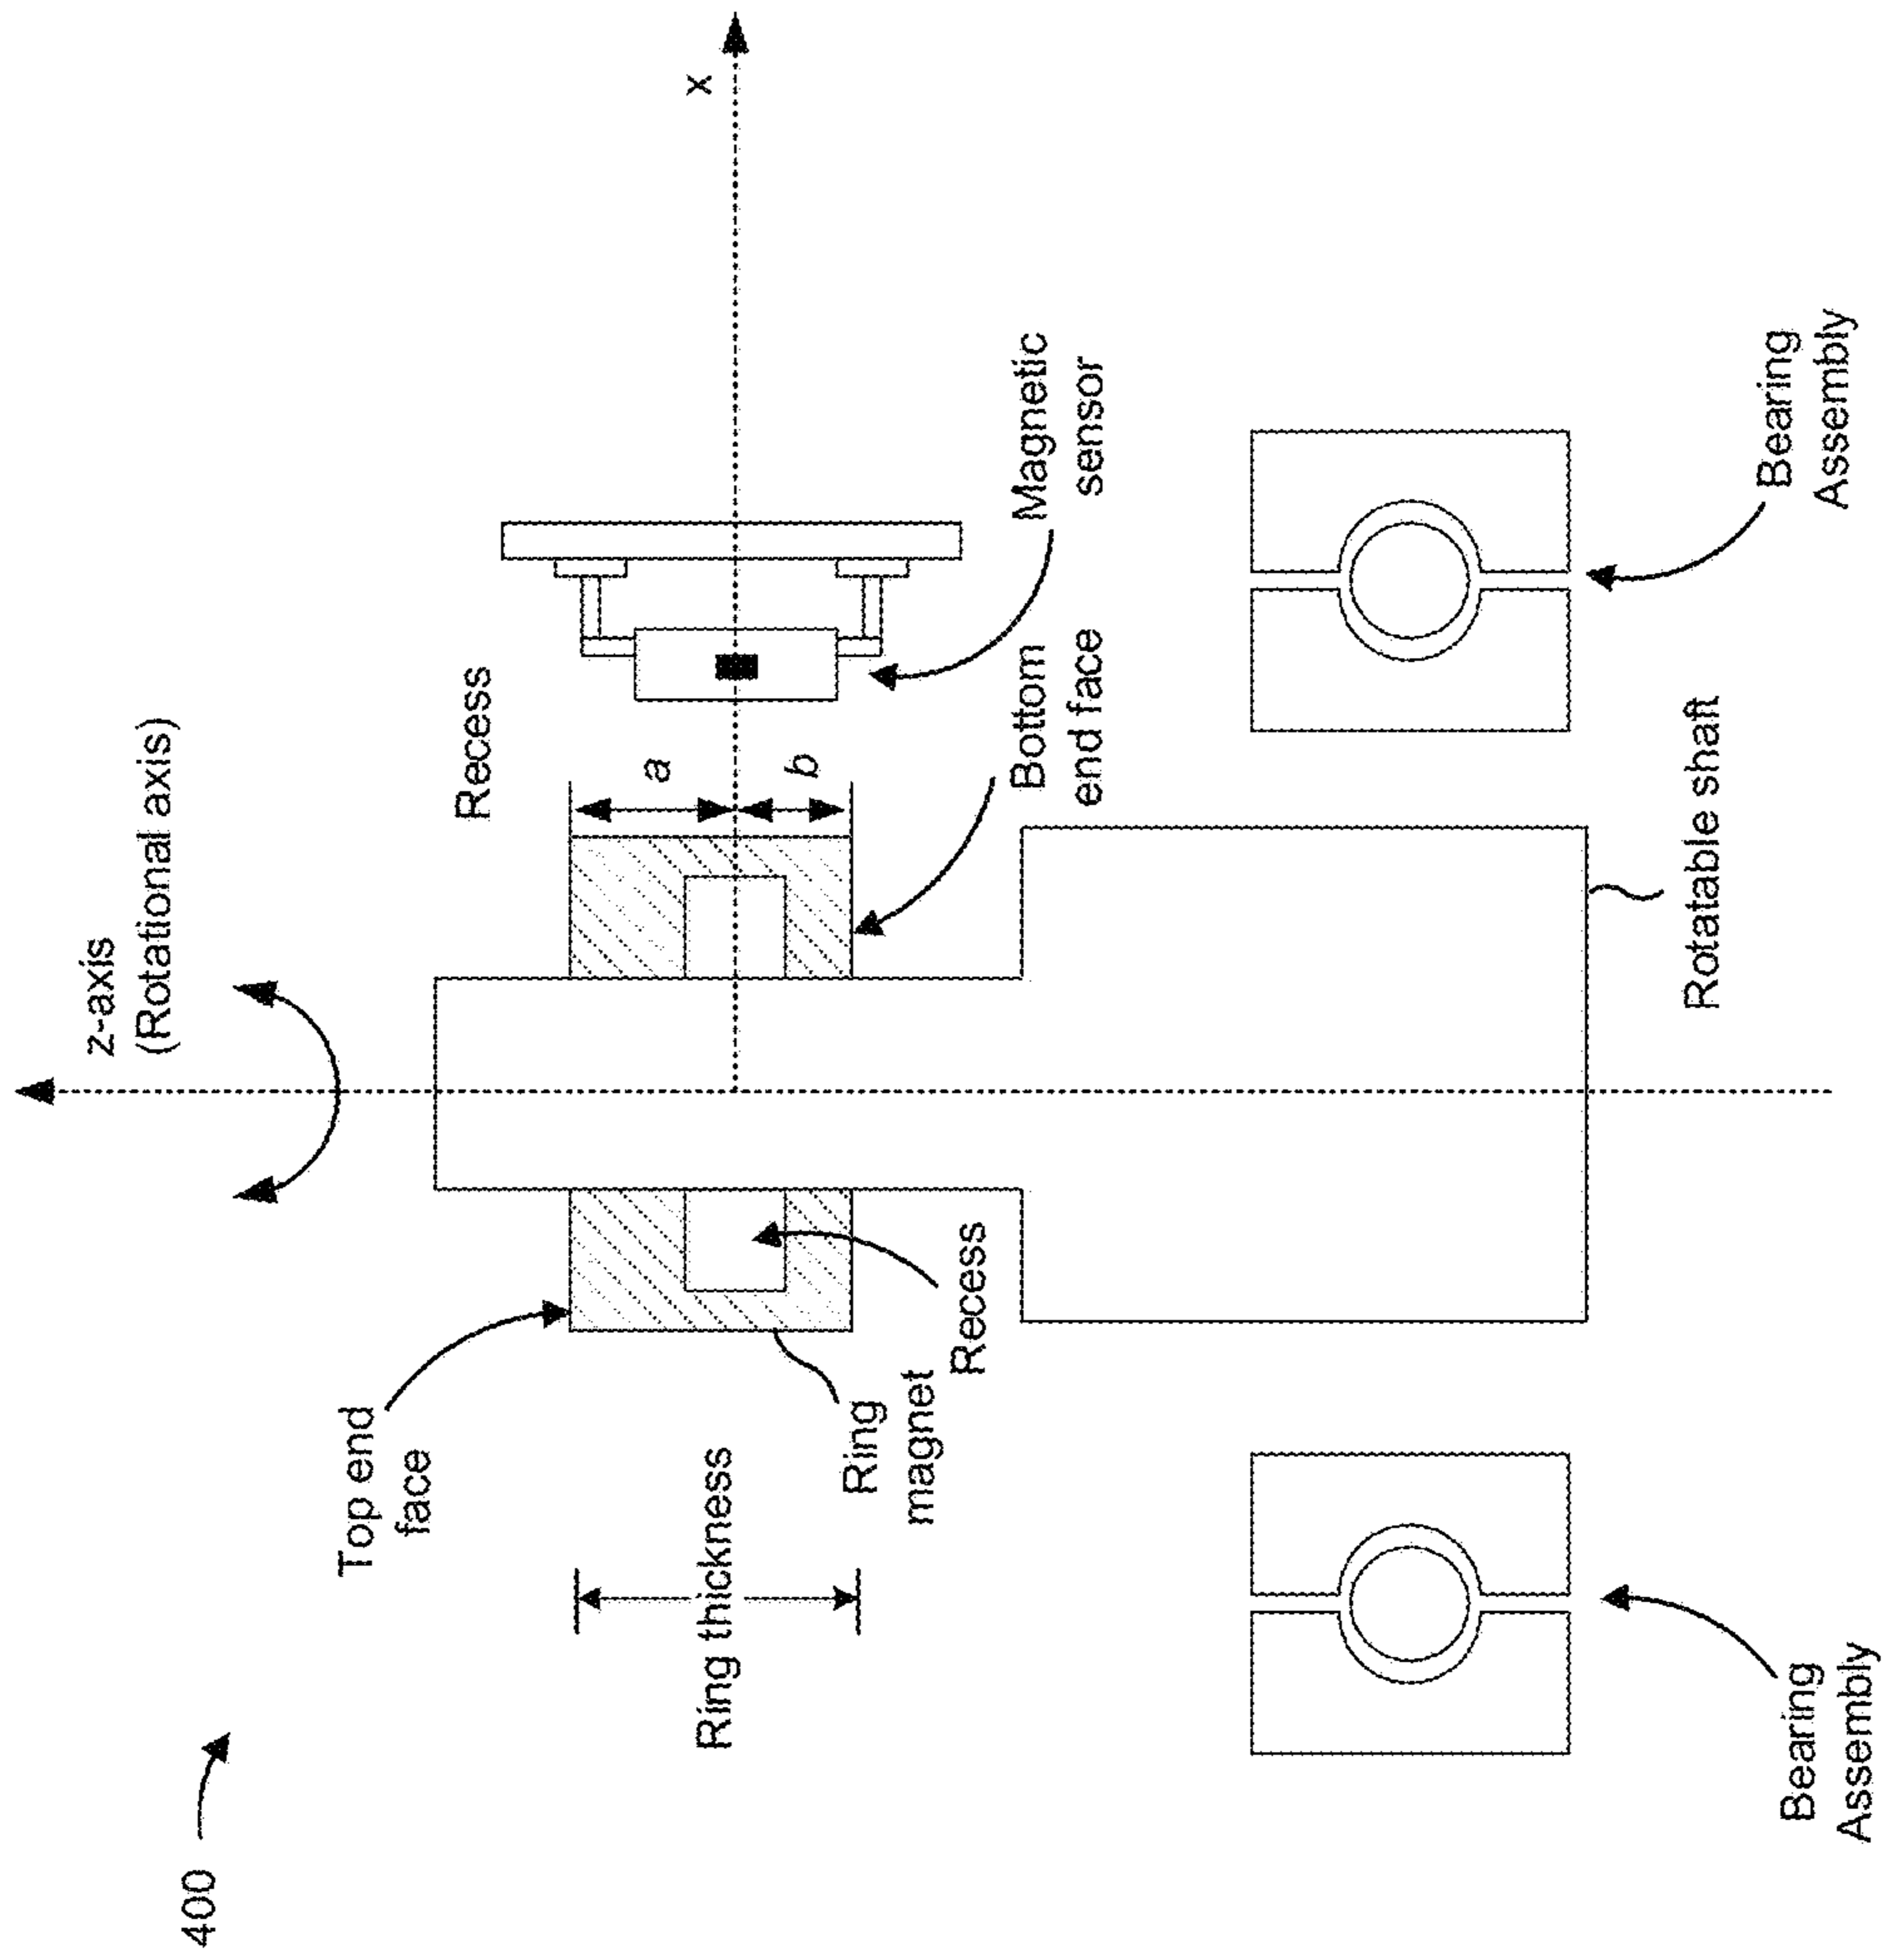 400
z-axis
(Rotational axis)
x
Top end
face
Recess
a
b
Ring thickness
Ring
magnet
Recess
Bottom
end face
Magnetic
sensor
Rotatable shaft
Bearing
Assembly
Bearing
Assembly